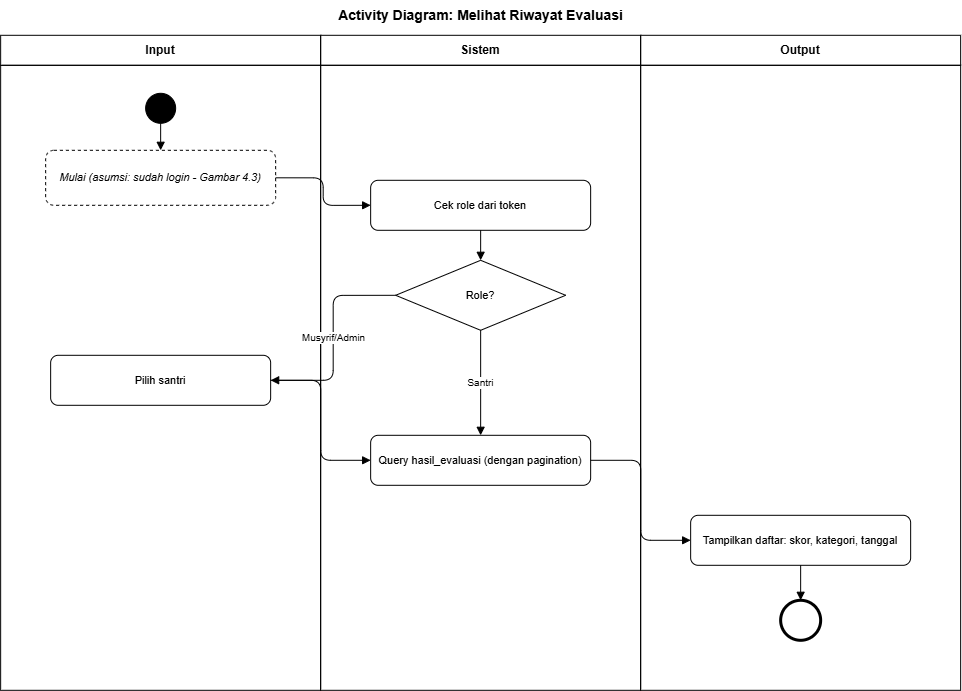 Activity Diagram: Melihat Riwayat Evaluasi
Input
Sistem
Output
Mulai (asumsi: sudah login - Gambar 4.3)
Cek role dari token
Role?
Musyrif/Admin
Pilih santri
Santri
Query hasil_evaluasi (dengan pagination)
Tampilkan daftar: skor, kategori, tanggal